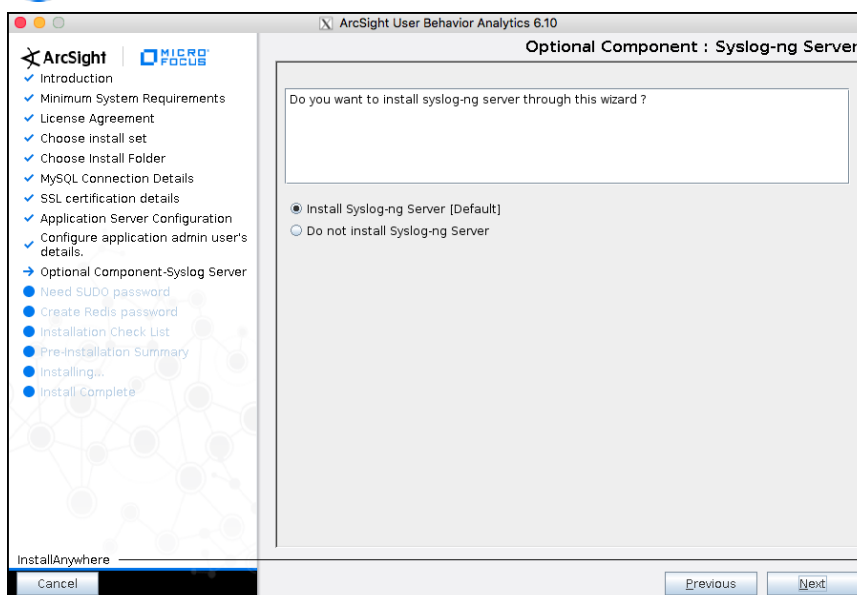 ArcSight User Behavior Analytics 6.10
Optional Component : Syslog-ng Server
ArcSight
MICRO
FOCUS
Introduction
Minimum System Requirements
License Agreement
Choose install set
Choose Install Folder
MySQL Connection Details
SSL certification details
Application Server Configuration
Configure application admin user's
details.
Optional Component-Syslog Server
Need SUDO password
Create Redis password
Installation Check List
Pre-Installation Summary
Installing...
Install Complete
Do you want to install syslog-ng server through this wizard ?
Install Syslog-ng Server [Default]
Do not install Syslog-ng Server
InstallAnywhere
Cancel
Previous
Next